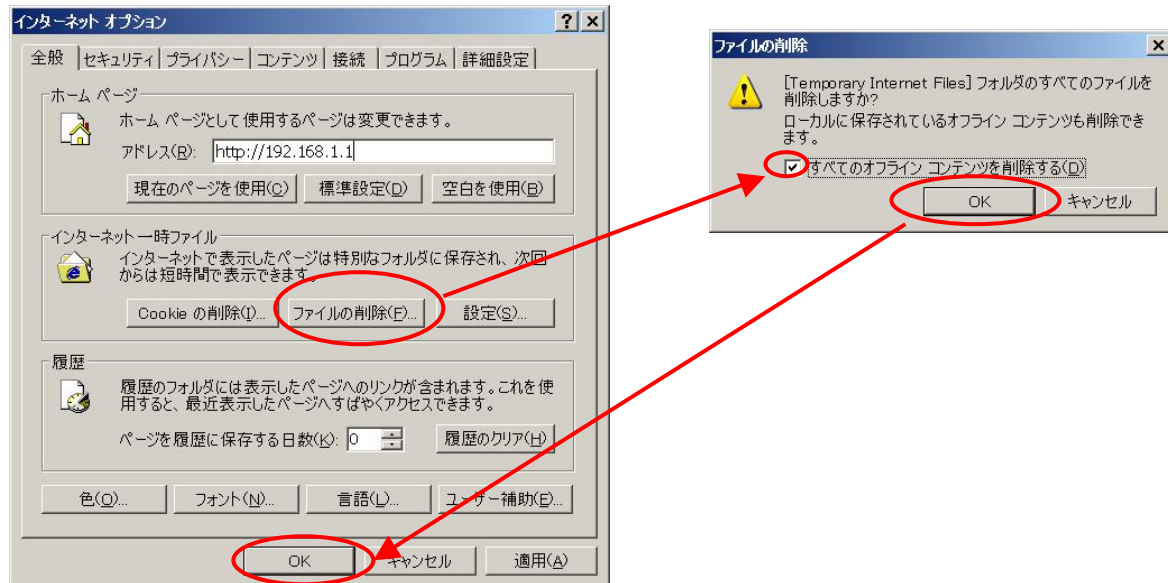 インターネット オプション
全般 セキュリティ プライバシー コンテンツ 接続 プログラム 詳細設定
ホーム ページ
ホーム ページとして使用するページは変更できます。
アドレス(R): http://192.168.1.1
現在のページを使用(C) 標準設定(D) 空白を使用(B)
インターネット一時ファイル
インターネットで表示したページは特別なフォルダに保存され、次回
からは短時間で表示できます。
Cookie の削除(I)... ファイルの削除(F)... 設定(S)...
履歴
履歴のフォルダには表示したページへのリンクが含まれます。これを使
用すると、最近表示したページへすばやくアクセスできます。
ページを履歴に保存する日数(K): 0 履歴のクリア(H)
色(O)... フォント(N)... 言語(L)... ユーザー補助(E)...
OK キャンセル 適用(A)
ファイルの削除
[Temporary Internet Files] フォルダのすべてのファイルを
削除しますか?
ローカルに保存されているオフライン コンテンツも削除でき
ます。
すべてのオフライン コンテンツを削除する(D)
OK キャンセル